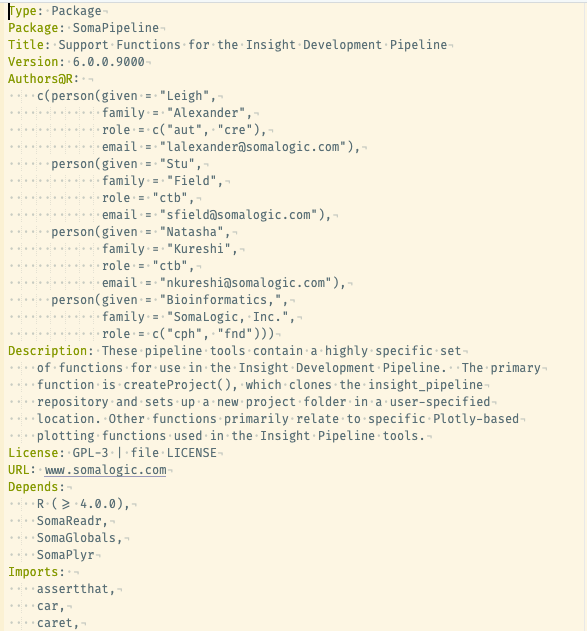 Type: Package
Package: SomaPipeline
Title: Support Functions for the Insight Development Pipeline
Version: 6.0.0.9000
Authors@R:
    c(person(given = "Leigh",
             family = "Alexander",
             role = c("aut", "cre"),
             email = "lalexander@somalogic.com"),
      person(given = "Stu",
             family = "Field",
             role = "ctb",
             email = "sfield@somalogic.com"),
      person(given = "Natasha",
             family = "Kureshi",
             role = "ctb",
             email = "nkureshi@somalogic.com"),
      person(given = "Bioinformatics,",
             family = "SomaLogic, Inc.",
             role = c("cph", "fnd")))
Description: These pipeline tools contain a highly specific set
    of functions for use in the Insight Development Pipeline.  The primary
    function is createProject(), which clones the insight_pipeline
    repository and sets up a new project folder in a user-specified
    location. Other functions primarily relate to specific Plotly-based
    plotting functions used in the Insight Pipeline tools.
License: GPL-3 | file LICENSE
URL: www.somalogic.com
Depends:
    R (>= 4.0.0),
    SomaReadr,
    SomaGlobals,
    SomaPlyr
Imports:
    assertthat,
    car,
    caret,